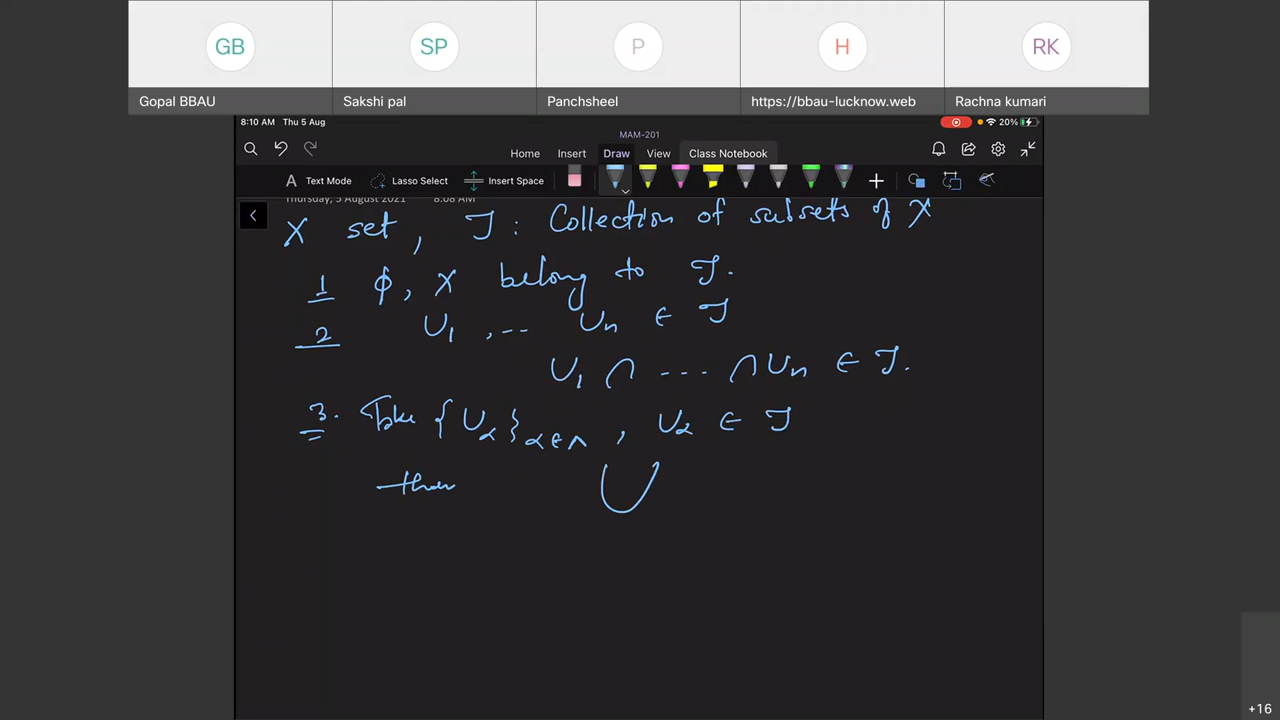 GB SP P H RK
Gopal BBAU Sakshi pal Panchsheel https://bbau-lucknow.web Rachna kumari
8:10 AM Thu 5 Aug 20%
MAM-201
Home Insert Draw View Class Notebook
A Text Mode Lasso Select Insert Space
Thursday, 5 August 2021 8:08 AM
X set, T : Collection of subsets of X
1 ϕ, X belong to T.
2 U₁, ... Uₙ ∈ T
U₁ ∩ ... ∩ Uₙ ∈ T.
3. Take {U_α}_α∈Λ, U_α ∈ T
then ∪
+16